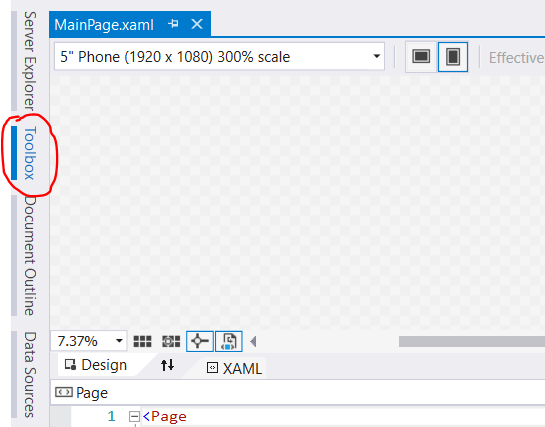 Server Explorer
Toolbox
Document Outline
Data Sources
MainPage.xaml
5" Phone (1920 x 1080) 300% scale
Effective
7.37%
Design
XAML
Page
1 <Page